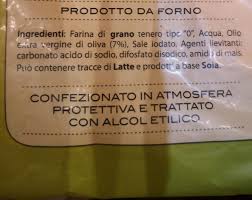 PRODOTTO DA FORNO
Ingredienti: Farina di grano tenero tipo "0", Acqua, Olio
extra vergine di oliva (7%), Sale iodato, Agenti lievitanti:
carbonato acido di sodio, difosfato disodico, amido di mais.
Può contenere tracce di Latte e prodotti a base Soia.
CONFEZIONATO IN ATMOSFERA
PROTETTIVA E TRATTATO
CON ALCOL ETILICO